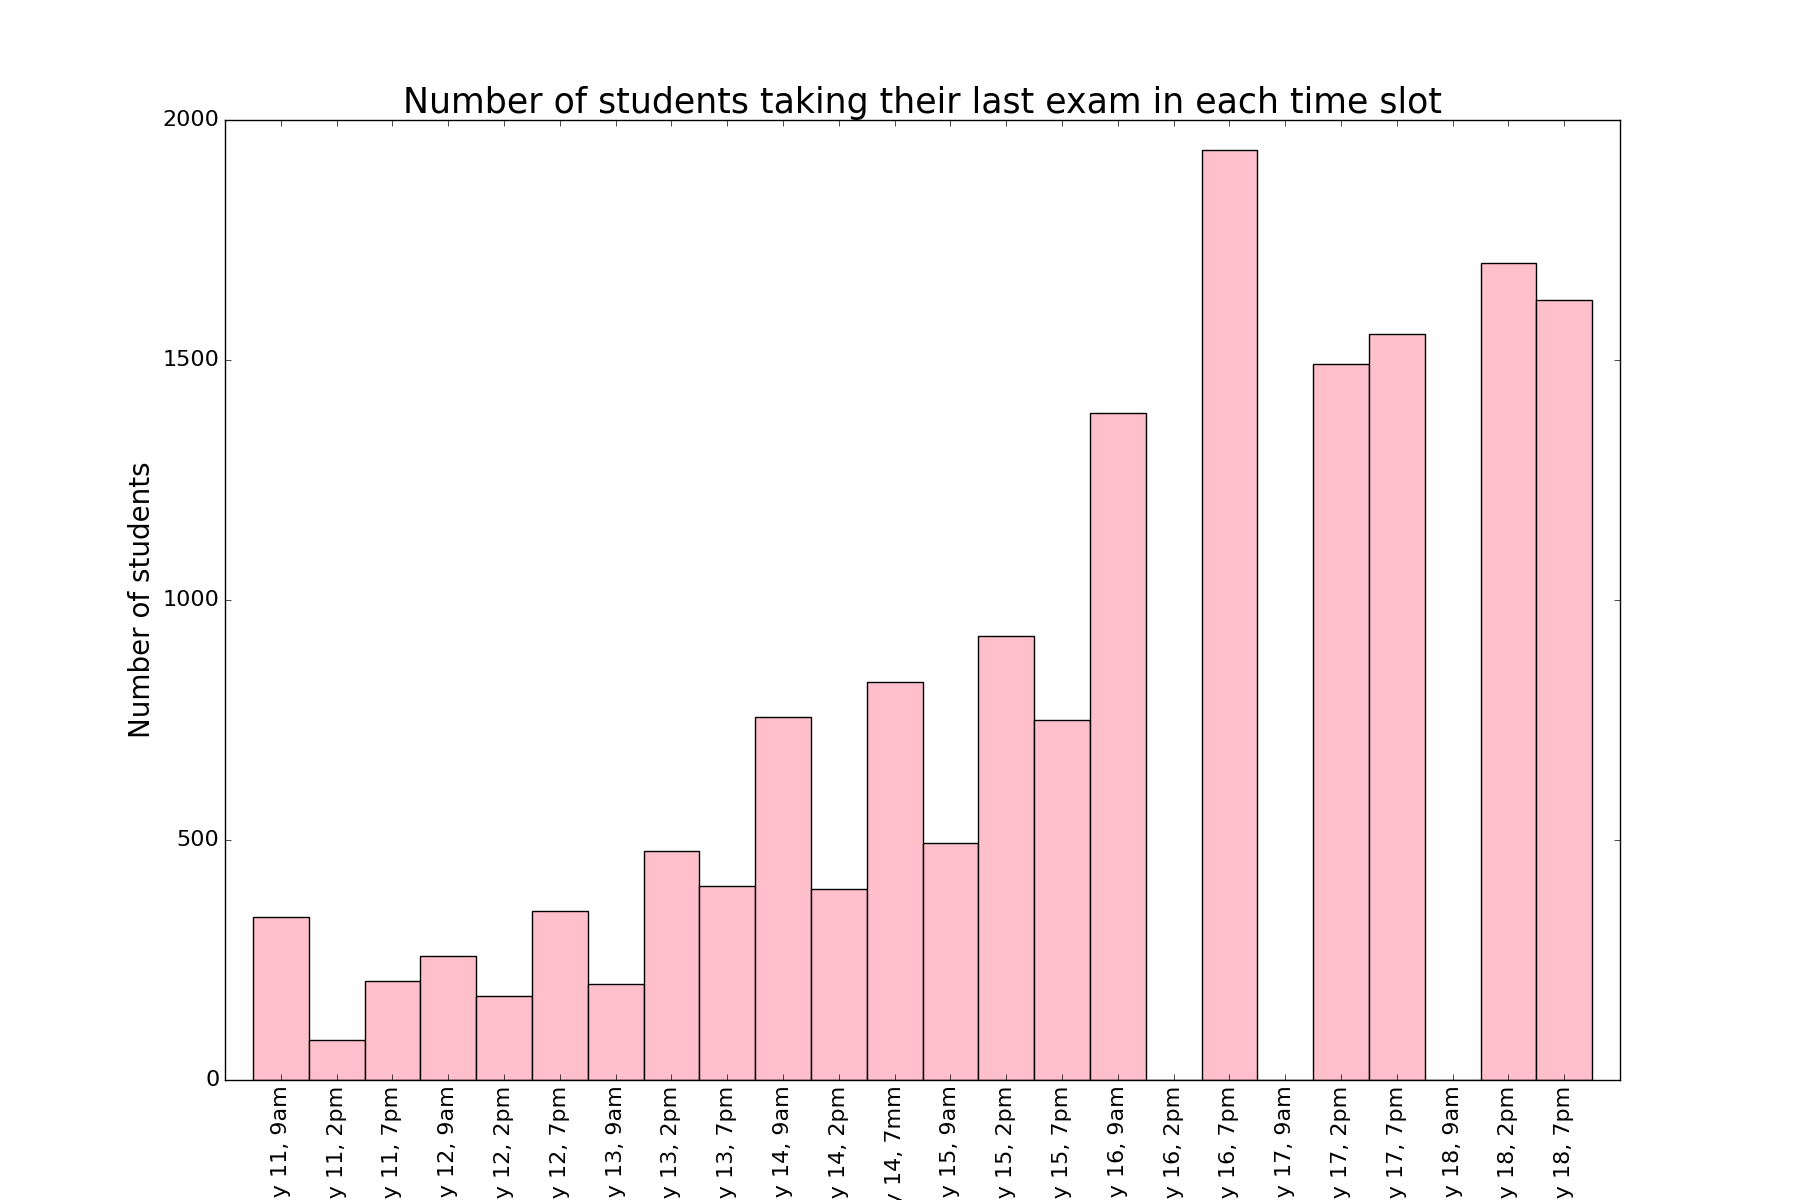 Number of students taking their last exam in each time slot
Number of students
2000
1500
1000
500
0
y 11, 9am
y 11, 2pm
y 11, 7pm
y 12, 9am
y 12, 2pm
y 12, 7pm
y 13, 9am
y 13, 2pm
y 13, 7pm
y 14, 9am
y 14, 2pm
y 14, 7mm
y 15, 9am
y 15, 2pm
y 15, 7pm
y 16, 9am
y 16, 2pm
y 16, 7pm
y 17, 9am
y 17, 2pm
y 17, 7pm
y 18, 9am
y 18, 2pm
y 18, 7pm